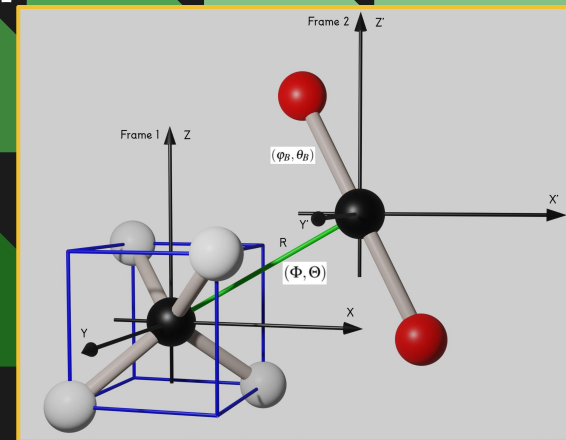 Frame 2 Z'
Frame 1 Z
(φ_B, θ_B)
X'
Y'
R
(Φ, Θ)
X
Y